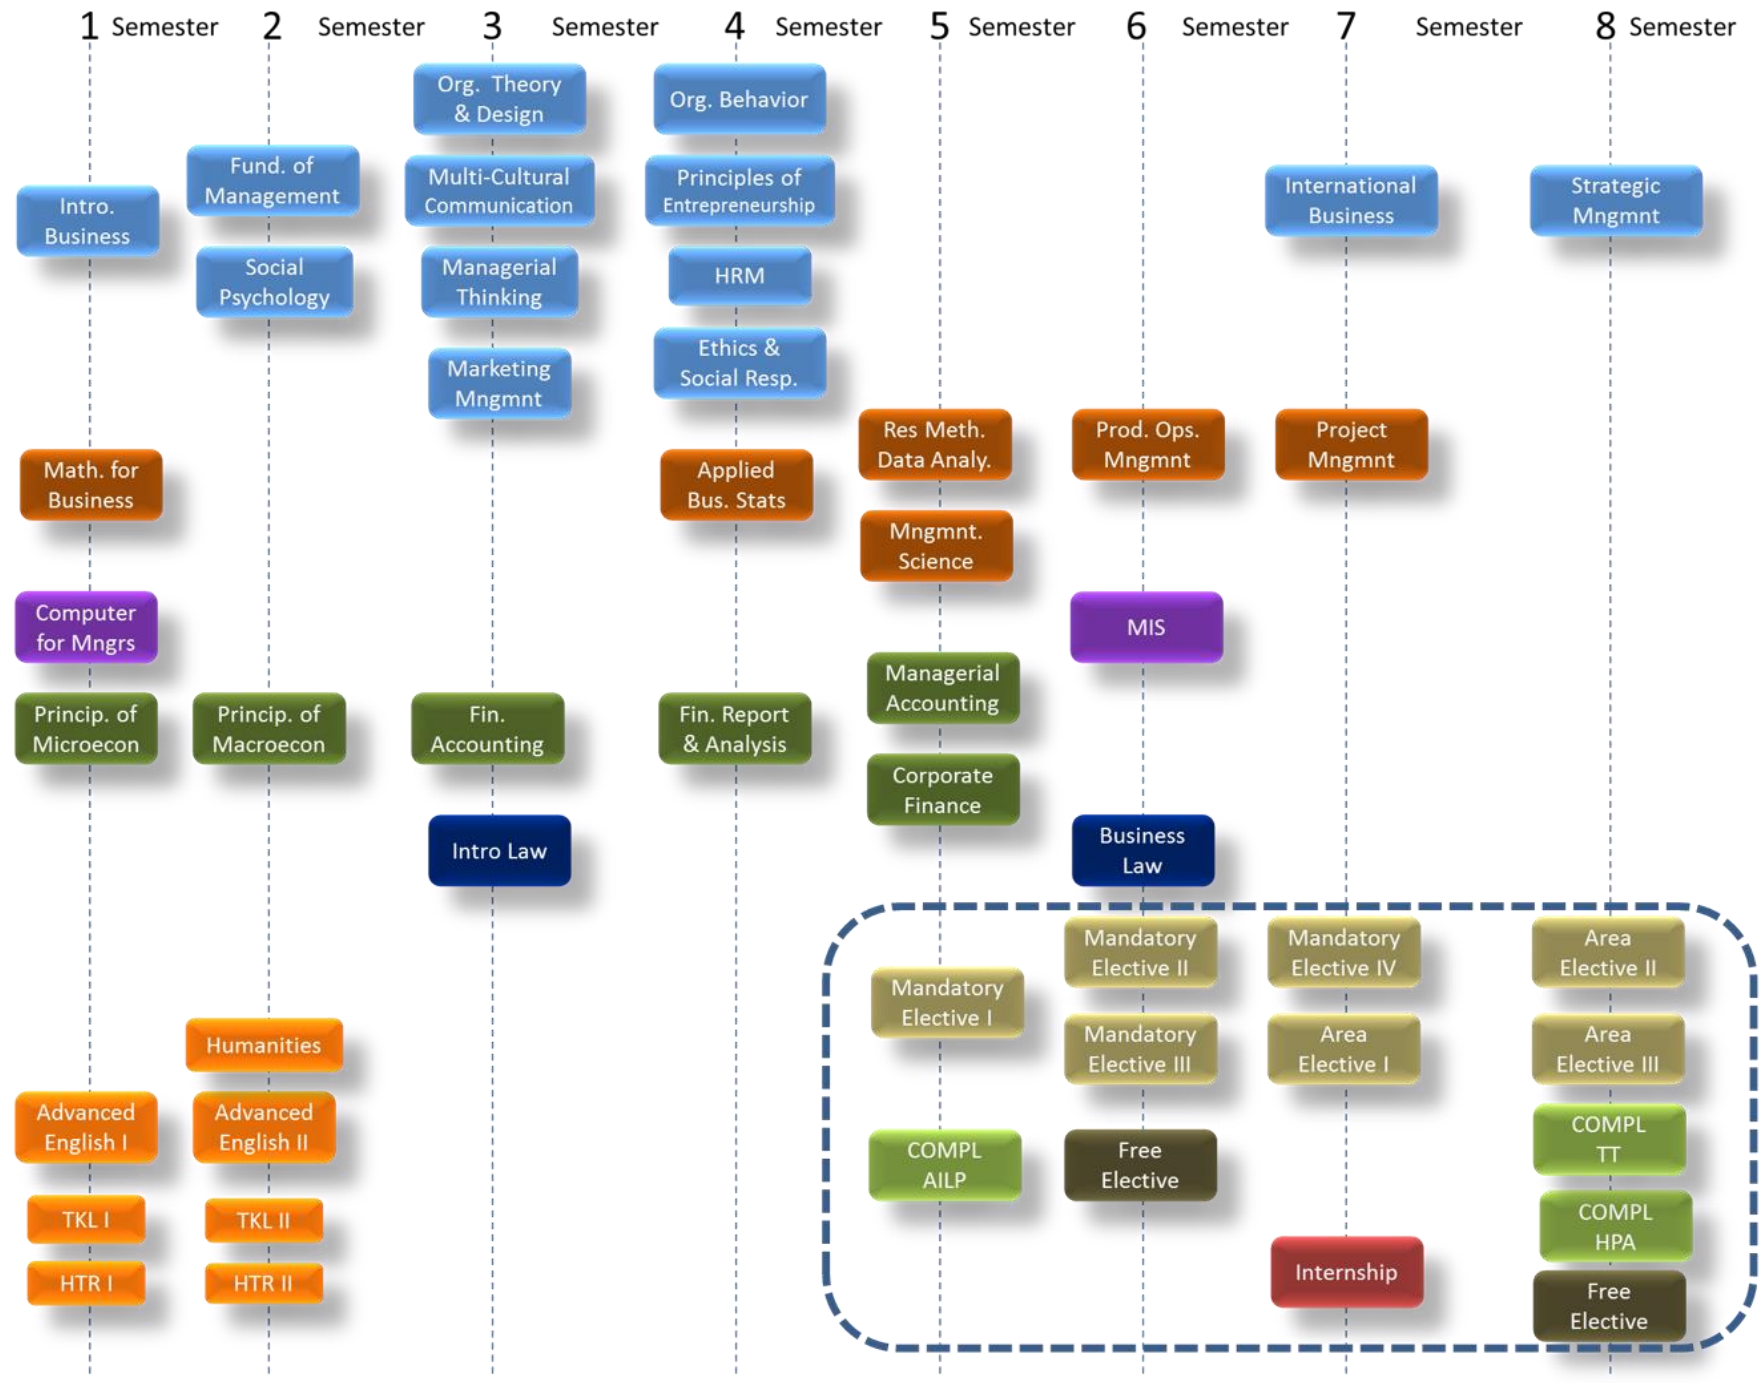 1 Semester
2 Semester
3 Semester
4 Semester
5 Semester
6 Semester
7 Semester
8 Semester
Intro.
Business
Math. for
Business
Computer
for Mngrs
Princip. of
Microecon
Advanced
English I
TKL I
HTR I
Fund. of
Management
Social
Psychology
Princip. of
Macroecon
Humanities
Advanced
English II
TKL II
HTR II
Org. Theory
& Design
Multi-Cultural
Communication
Managerial
Thinking
Marketing
Mngmnt
Fin.
Accounting
Intro Law
Org. Behavior
Principles of
Entrepreneurship
HRM
Ethics &
Social Resp.
Applied
Bus. Stats
Fin. Report
& Analysis
Res Meth.
Data Analy.
Mngmnt.
Science
Managerial
Accounting
Corporate
Finance
Mandatory
Elective I
COMPL
AILP
Prod. Ops.
Mngmnt
MIS
Business
Law
Mandatory
Elective II
Mandatory
Elective III
Free
Elective
International
Business
Project
Mngmnt
Mandatory
Elective IV
Area
Elective I
Internship
Strategic
Mngmnt
Area
Elective II
Area
Elective III
COMPL
TT
COMPL
HPA
Free
Elective